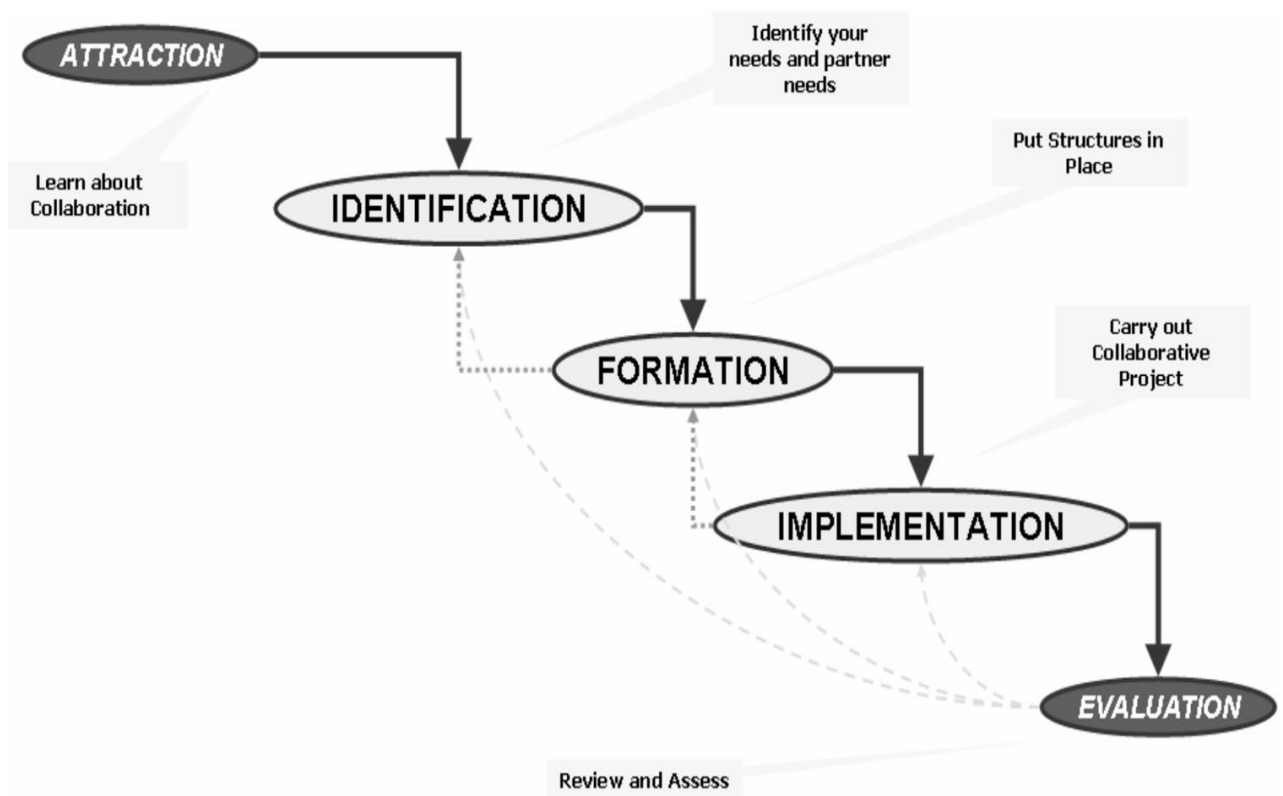 ATTRACTION
Learn about
Collaboration
Identify your
needs and partner
needs
IDENTIFICATION
Put Structures in
Place
FORMATION
Carry out
Collaborative
Project
IMPLEMENTATION
EVALUATION
Review and Assess